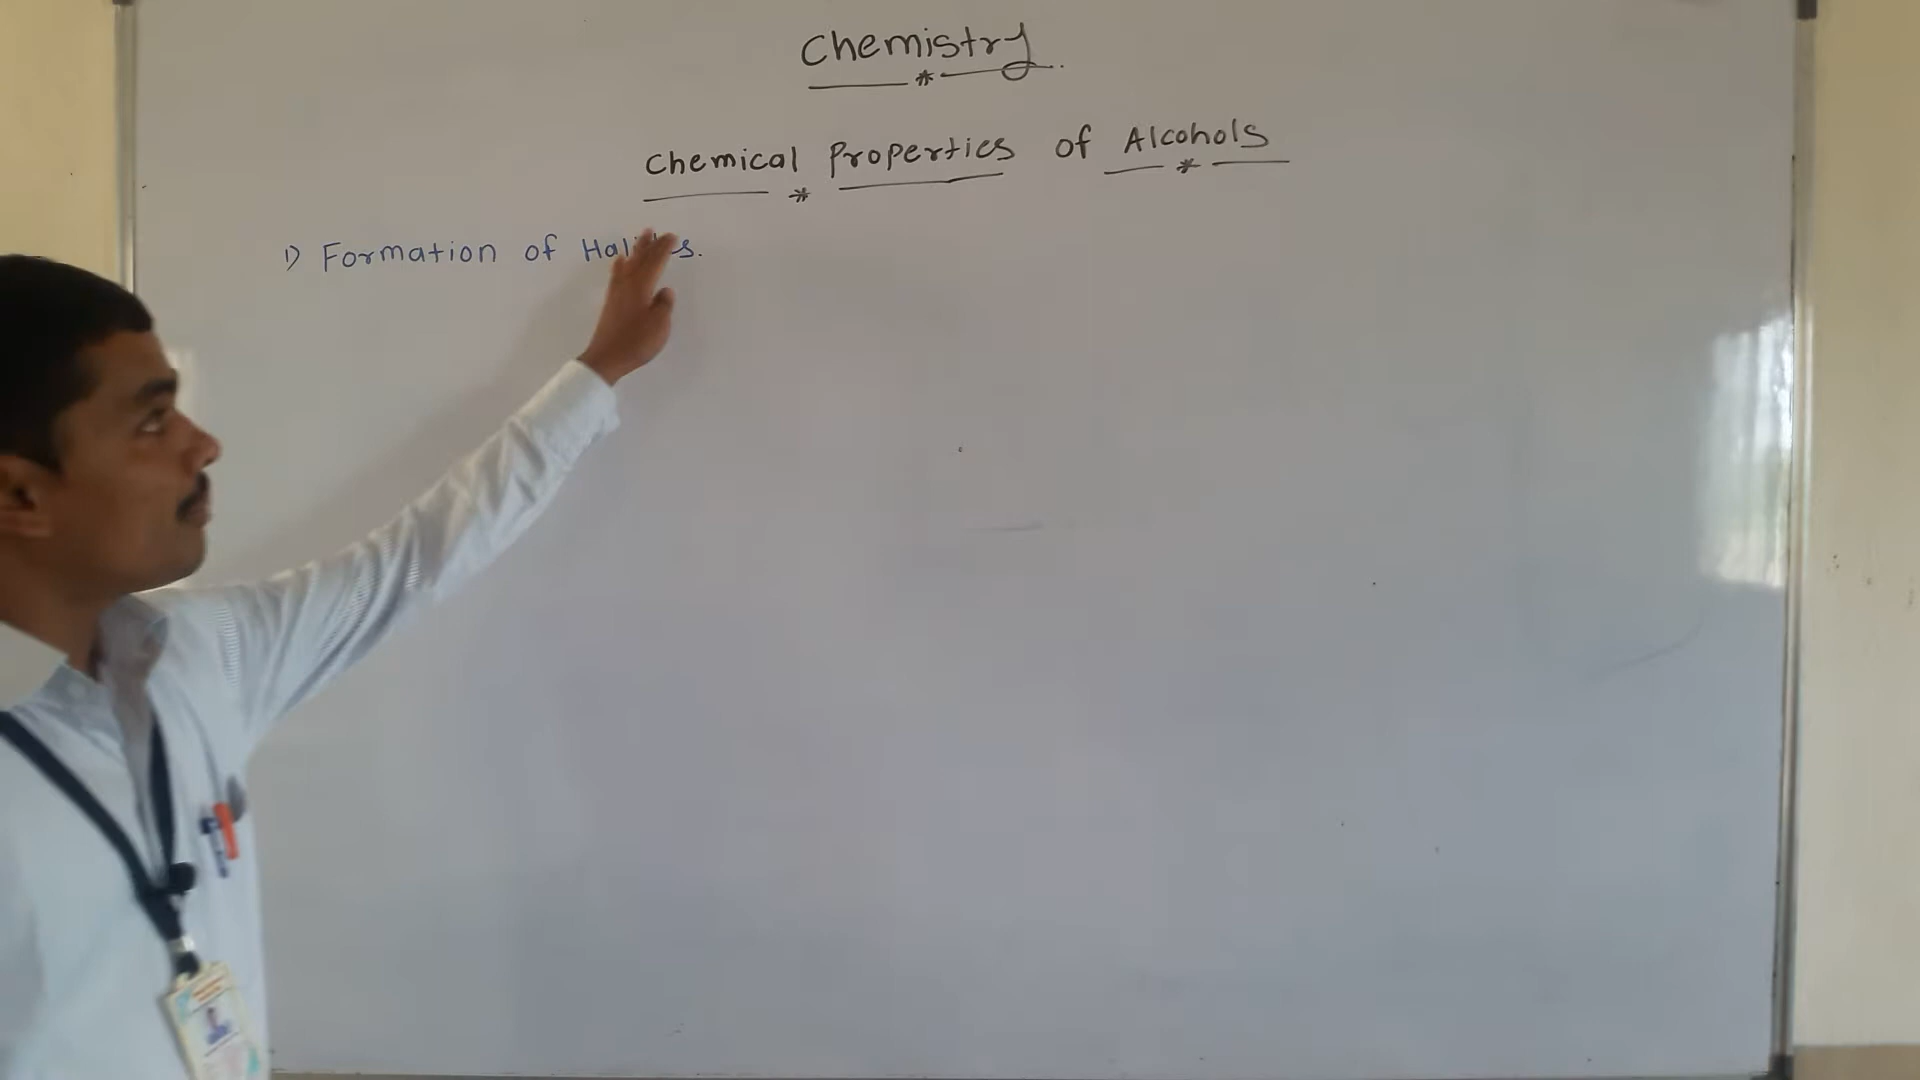 Chemistry
Chemical Properties of Alcohols
1) Formation of